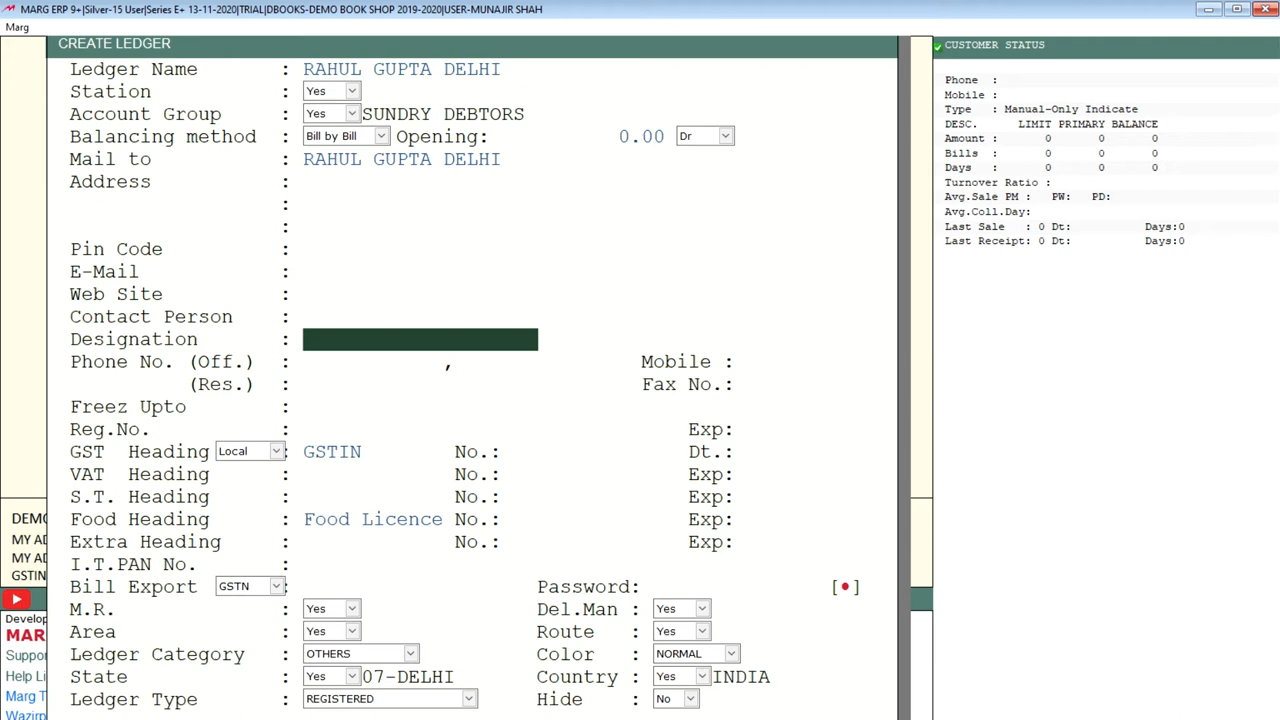 MARG ERP 9+|Silver-15 User|Series E+ 13-11-2020|TRIAL|DBOOKS-DEMO BOOK SHOP 2019-2020|USER-MUNAJIR SHAH
Marg
CREATE LEDGER
Ledger Name : RAHUL GUPTA DELHI
Station : Yes
Account Group : Yes SUNDRY DEBTORS
Balancing method : Bill by Bill Opening: 0.00 Dr
Mail to : RAHUL GUPTA DELHI
Address :
:
:
Pin Code :
E-Mail :
Web Site :
Contact Person :
Designation :
Phone No. (Off.) : , Mobile :
(Res.) : Fax No.:
Freez Upto :
Reg.No. : Exp:
GST Heading Local : GSTIN No.: Dt.:
VAT Heading : No.: Exp:
S.T. Heading : No.: Exp:
Food Heading : Food Licence No.: Exp:
Extra Heading : No.: Exp:
I.T.PAN No. :
Bill Export GSTN : Password: [•]
M.R. : Yes Del.Man : Yes
Area : Yes Route : Yes
Ledger Category : OTHERS Color : NORMAL
State : Yes 07-DELHI Country : Yes INDIA
Ledger Type : REGISTERED Hide : No
CUSTOMER STATUS
Phone :
Mobile :
Type : Manual-Only Indicate
DESC. LIMIT PRIMARY BALANCE
Amount : 0 0 0
Bills : 0 0 0
Days : 0 0 0
Turnover Ratio :
Avg.Sale PM : PW: PD:
Avg.Coll.Day:
Last Sale : 0 Dt: Days:0
Last Receipt: 0 Dt: Days:0
DEMO
MY AD
MY AD
GSTIN
Develop
MARG
Suppor
Help Li
Marg T
Wazirp